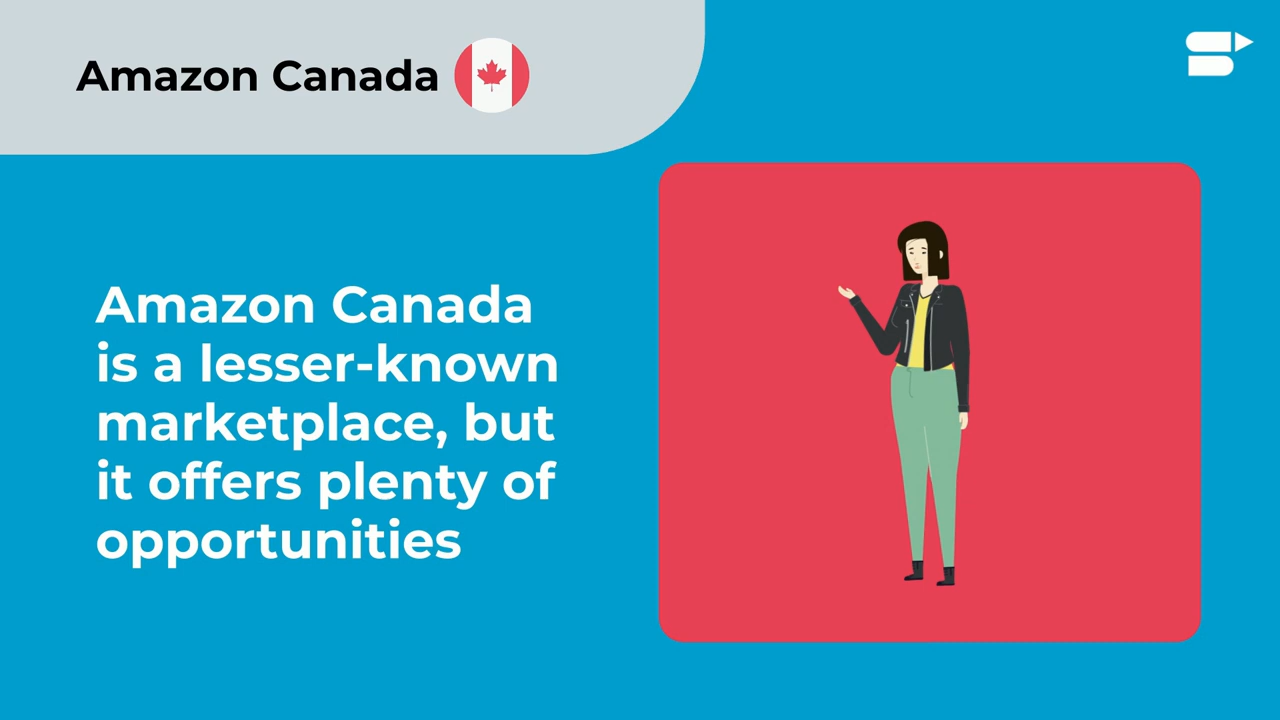 Amazon Canada
Amazon Canada
is a lesser-known
marketplace, but
it offers plenty of
opportunities